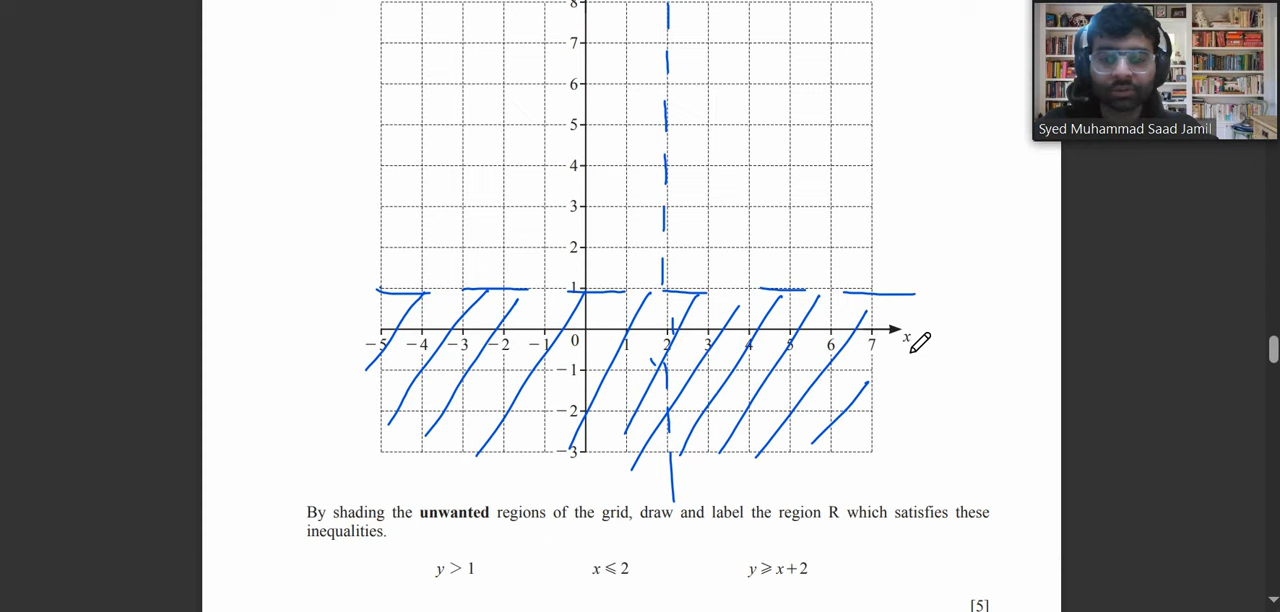 8
7
6
5
4
3
2
1
−5 −4 −3 −2 −1 0 1 2 3 4 5 6 7 x
−1
−2
−3
By shading the unwanted regions of the grid, draw and label the region R which satisfies these
inequalities.
y > 1 x ⩽ 2 y ⩾ x + 2
[5]
Syed Muhammad Saad Jamil